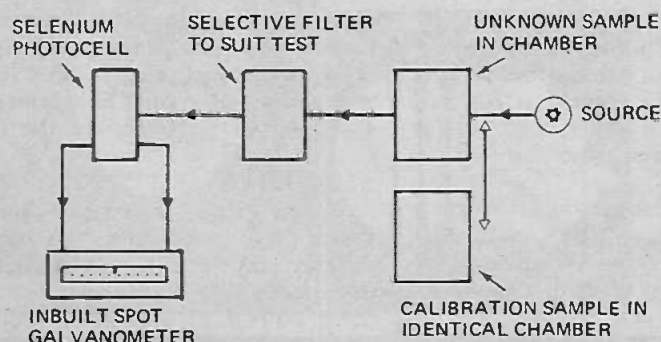 SELENIUM
PHOTOCELL
SELECTIVE FILTER
TO SUIT TEST
UNKNOWN SAMPLE
IN CHAMBER
SOURCE
INBUILT SPOT
GALVANOMETER
CALIBRATION SAMPLE IN
IDENTICAL CHAMBER